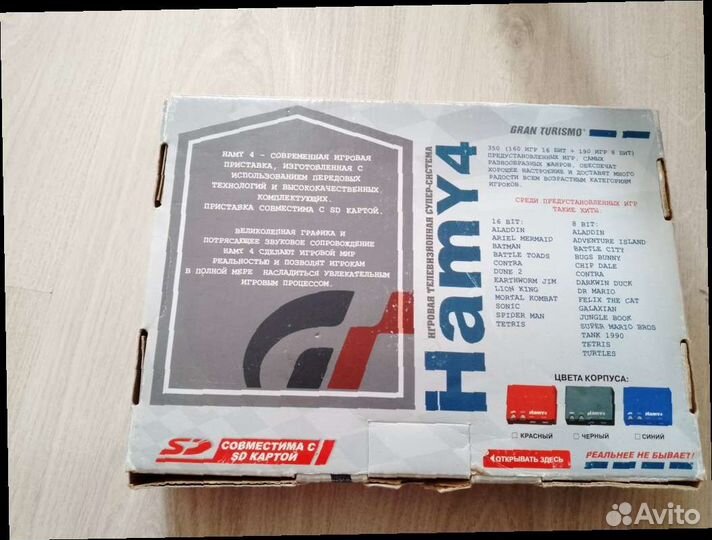 НАМУ 4 - СОВРЕМЕННАЯ ИГРОВАЯ
ПРИСТАВКА, ИЗГОТОВЛЕННАЯ С
ИСПОЛЬЗОВАНИЕМ ПЕРЕДОВЫХ
ТЕХНОЛОГИЙ И ВЫСОКОКАЧЕСТВЕННЫХ
КОМПЛЕКТУЮЩИХ.
ПРИСТАВКА СОВМЕСТИМА С SD КАРТОЙ.
ВЕЛИКОЛЕПНАЯ ГРАФИКА И
ПОТРЯСАЮЩЕЕ ЗВУКОВОЕ СОПРОВОЖДЕНИЕ
НАМУ 4 СДЕЛАЮТ ИГРОВОЙ МИР
РЕАЛЬНОСТЬЮ И ПОЗВОЛЯТ ИГРОКАМ
В ПОЛНОЙ МЕРЕ НАСЛАДИТЬСЯ УВЛЕКАТЕЛЬНЫМ
ИГРОВЫМ ПРОЦЕССОМ.
SD
СОВМЕСТИМА С
SD КАРТОЙ
ИГРОВАЯ ТЕЛЕВИЗИОННАЯ СУПЕР-СИСТЕМА
HamY4
GRAN TURISMO®
350 (160 ИГР 16 БИТ + 190 ИГР 8 БИТ)
ПРЕДУСТАНОВЛЕННЫХ ИГР, САМЫХ
РАЗНООБРАЗНЫХ ЖАНРОВ, ОБЕСПЕЧАТ
ХОРОШЕЕ НАСТРОЕНИЕ И ДОСТАВЯТ МНОГО
РАДОСТИ ВСЕМ ВОЗРАСТНЫМ КАТЕГОРИЯМ
ИГРОКОВ.
СРЕДИ ПРЕДУСТАНОВЛЕННЫХ ИГР
ТАКИЕ ХИТЫ:
16 BIT:
ALADDIN
ARIEL MERMAID
BATMAN
BATTLE TOADS
CONTRA
DUNE 2
EARTHWORM JIM
LION KING
MORTAL KOMBAT
SONIC
SPIDER MAN
TETRIS
8 BIT:
ALADDIN
ADVENTURE ISLAND
BATTLE CITY
BUGS BUNNY
CHIP DALE
CONTRA
DARKWIN DUCK
DR MARIO
FELIX THE CAT
GALAXIAN
JUNGLE BOOK
SUPER MARIO BROS
TANK 1990
TETRIS
TURTLES
ЦВЕТА КОРПУСА:
HamY4
HamY4
HamY4
КРАСНЫЙ
ЧЕРНЫЙ
СИНИЙ
ОТКРЫВАТЬ ЗДЕСЬ
РЕАЛЬНЕЕ НЕ БЫВАЕТ!
Avito